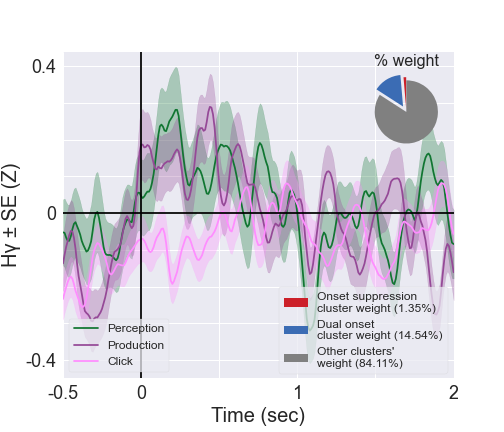 % weight
0.4
0
-0.4
Hγ ± SE (Z)
Perception
Production
Click
Onset suppression
cluster weight (1.35%)
Dual onset
cluster weight (14.54%)
Other clusters'
weight (84.11%)
-0.5
0
1
2
Time (sec)